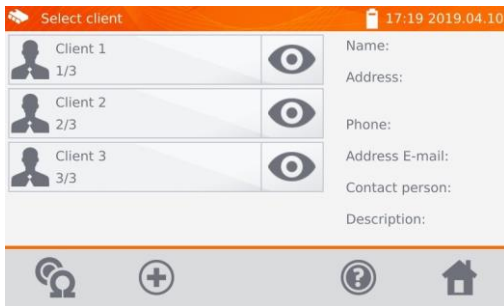 Select client
17:19 2019.04.10
Client 1
1/3
Client 2
2/3
Client 3
3/3
Name:
Address:
Phone:
Address E-mail:
Contact person:
Description: